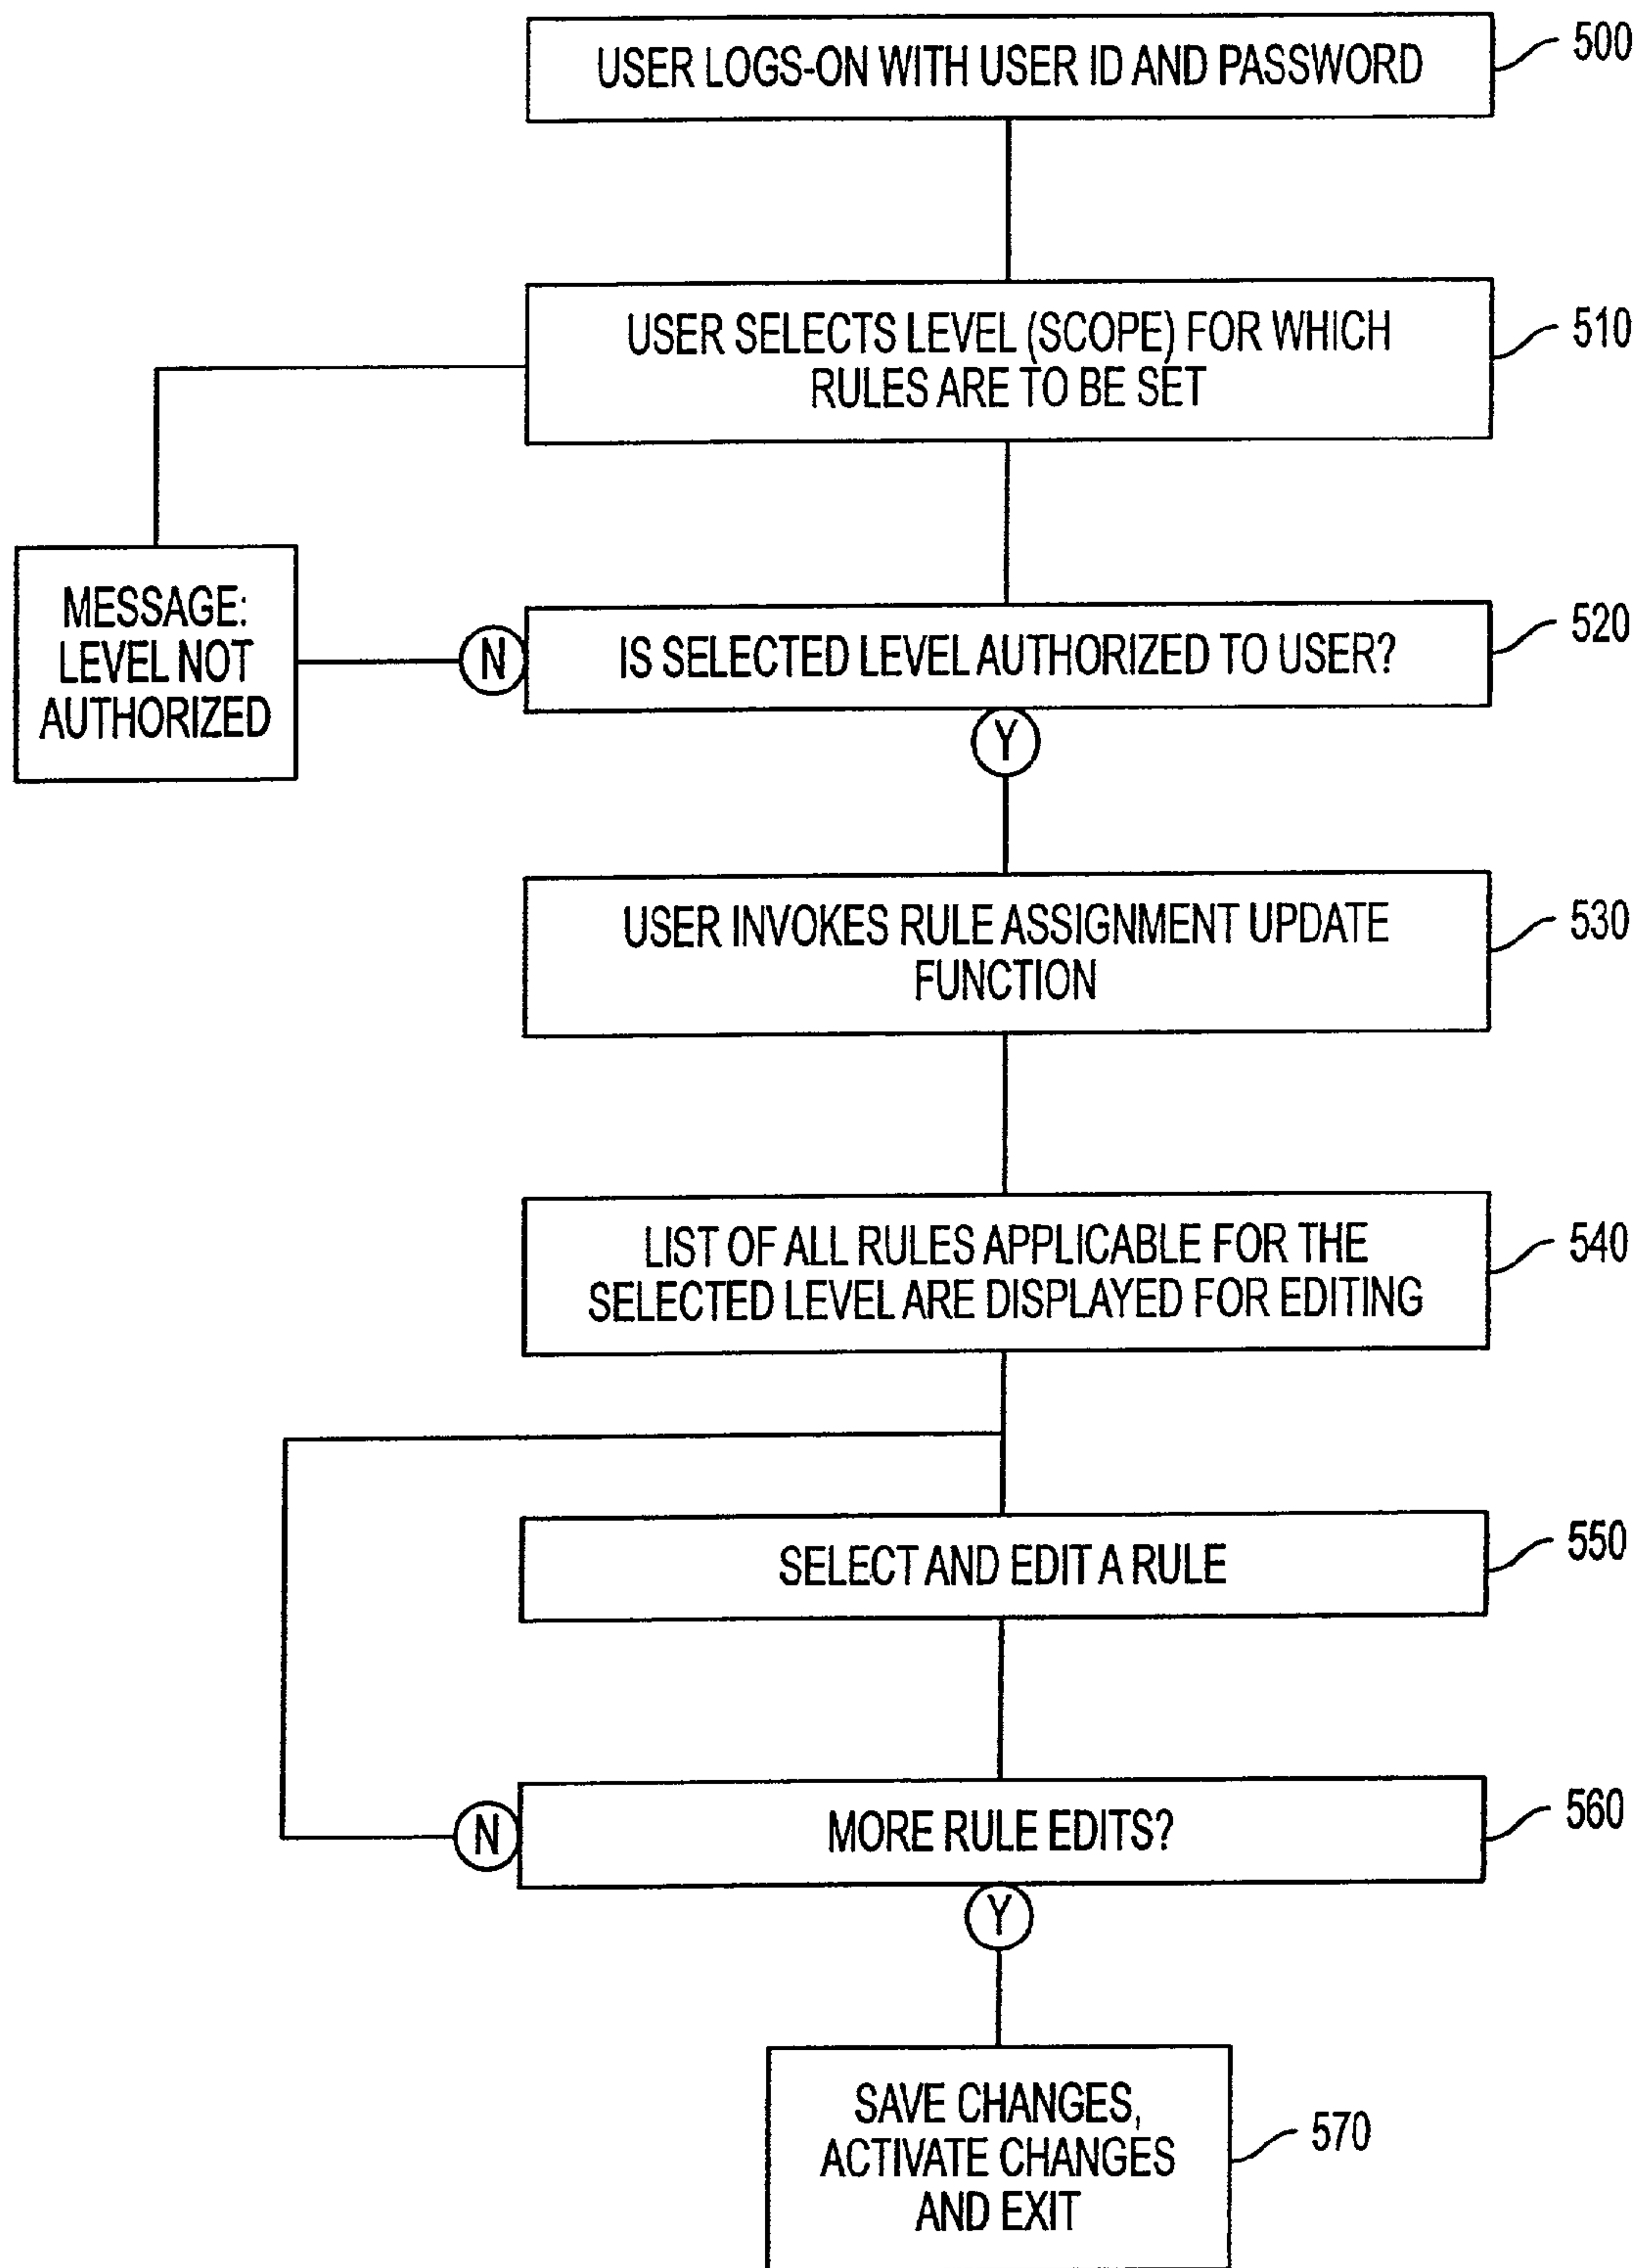 USER LOGS-ON WITH USER ID AND PASSWORD
500
USER SELECTS LEVEL (SCOPE) FOR WHICH
RULES ARE TO BE SET
510
MESSAGE:
LEVEL NOT
AUTHORIZED
N
IS SELECTED LEVEL AUTHORIZED TO USER?
520
Y
USER INVOKES RULE ASSIGNMENT UPDATE
FUNCTION
530
LIST OF ALL RULES APPLICABLE FOR THE
SELECTED LEVEL ARE DISPLAYED FOR EDITING
540
SELECT AND EDIT A RULE
550
N
MORE RULE EDITS?
560
Y
SAVE CHANGES,
ACTIVATE CHANGES
AND EXIT
570